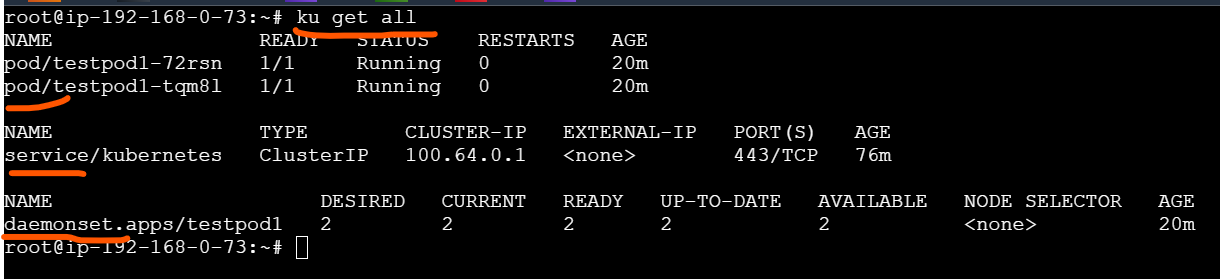 root@ip-192-168-0-73:~# ku get all
NAME READY STATUS RESTARTS AGE
pod/testpod1-72rsn 1/1 Running 0 20m
pod/testpod1-tqm8l 1/1 Running 0 20m
NAME TYPE CLUSTER-IP EXTERNAL-IP PORT(S) AGE
service/kubernetes ClusterIP 100.64.0.1 <none> 443/TCP 76m
NAME DESIRED CURRENT READY UP-TO-DATE AVAILABLE NODE SELECTOR AGE
daemonset.apps/testpod1 2 2 2 2 2 <none> 20m
root@ip-192-168-0-73:~#